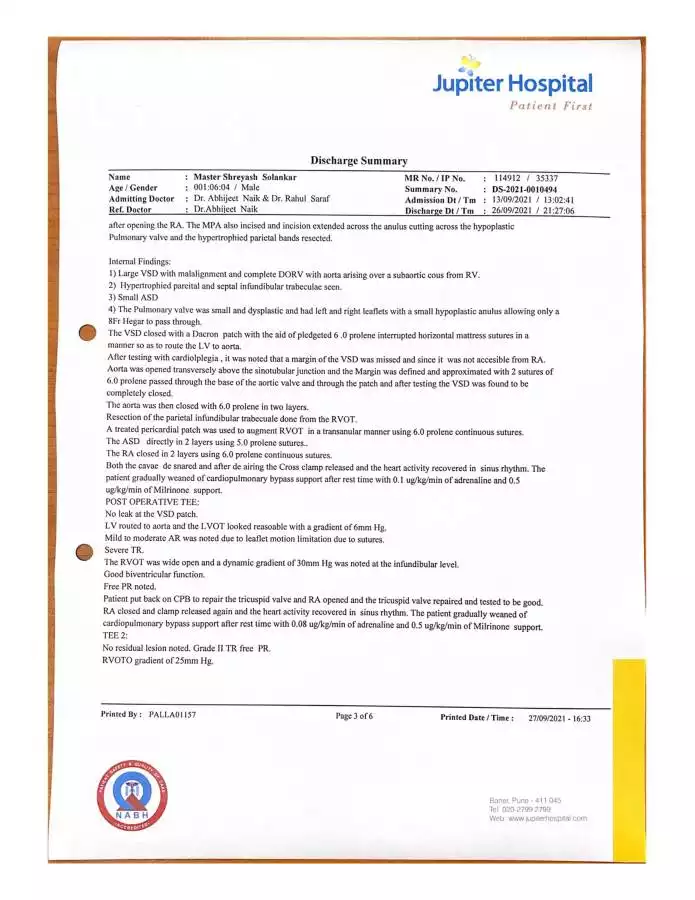 Jupiter Hospital
Patient First
Discharge Summary
Name : Master Shreyash Solankar MR No. / IP No. : 114912 / 35337
Age / Gender : 001:06:04 / Male Summary No. : DS-2021-0010494
Admitting Doctor : Dr. Abhijeet Naik & Dr. Rahul Saraf Admission Dt / Tm : 13/09/2021 / 13:02:41
Ref. Doctor : Dr.Abhijeet Naik Discharge Dt / Tm : 26/09/2021 / 21:27:06
after opening the RA. The MPA also incised and incision extended across the anulus cutting across the hypoplastic
Pulmonary valve and the hypertrophied parietal bands resected.
Internal Findings:
1) Large VSD with malalignment and complete DORV with aorta arising over a subaortic cous from RV.
2) Hypertrophied pareital and septal infundibular trabeculae seen.
3) Small ASD
4) The Pulmonary valve was small and dysplastic and had left and right leaflets with a small hypoplastic anulus allowing only a
8Fr Hegar to pass through.
The VSD closed with a Dacron patch with the aid of pledgeted 6 .0 prolene interrupted horizontal mattress sutures in a
manner so as to route the LV to aorta.
After testing with cardiolplegia , it was noted that a margin of the VSD was missed and since it was not accesible from RA.
Aorta was opened transversely above the sinotubular junction and the Margin was defined and approximated with 2 sutures of
6.0 prolene passed through the base of the aortic valve and through the patch and after testing the VSD was found to be
completely closed.
The aorta was then closed with 6.0 prolene in two layers.
Resection of the parietal infundibular trabecuale done from the RVOT.
A treated pericardial patch was used to augment RVOT in a transanular manner using 6.0 prolene continuous sutures.
The ASD directly in 2 layers using 5.0 prolene sutures..
The RA closed in 2 layers using 6.0 prolene continuous sutures.
Both the cavae de snared and after de airing the Cross clamp released and the heart activity recovered in sinus rhythm. The
patient gradually weaned of cardiopulmonary bypass support after rest time with 0.1 ug/kg/min of adrenaline and 0.5
ug/kg/min of Milrinone support.
POST OPERATIVE TEE:
No leak at the VSD patch.
LV routed to aorta and the LVOT looked reasoable with a gradient of 6mm Hg.
Mild to moderate AR was noted due to leaflet motion limitation due to sutures.
Severe TR.
The RVOT was wide open and a dynamic gradient of 30mm Hg was noted at the infundibular level.
Good biventricular function.
Free PR noted.
Patient put back on CPB to repair the tricuspid valve and RA opened and the tricuspid valve repaired and tested to be good.
RA closed and clamp released again and the heart activity recovered in sinus rhythm. The patient gradually weaned of
cardiopulmonary bypass support after rest time with 0.08 ug/kg/min of adrenaline and 0.5 ug/kg/min of Milrinone support.
TEE 2:
No residual lesion noted. Grade II TR free PR.
RVOTO gradient of 25mm Hg.
Printed By : PALLA01157 Page 3 of 6 Printed Date / Time : 27/09/2021 - 16:33
PATIENT SAFETY & QUALITY OF CARE
NABH
ACCREDITED
Baner, Pune - 411 045
Tel. 020-2799 2799
Web. www.jupiterhospital.com